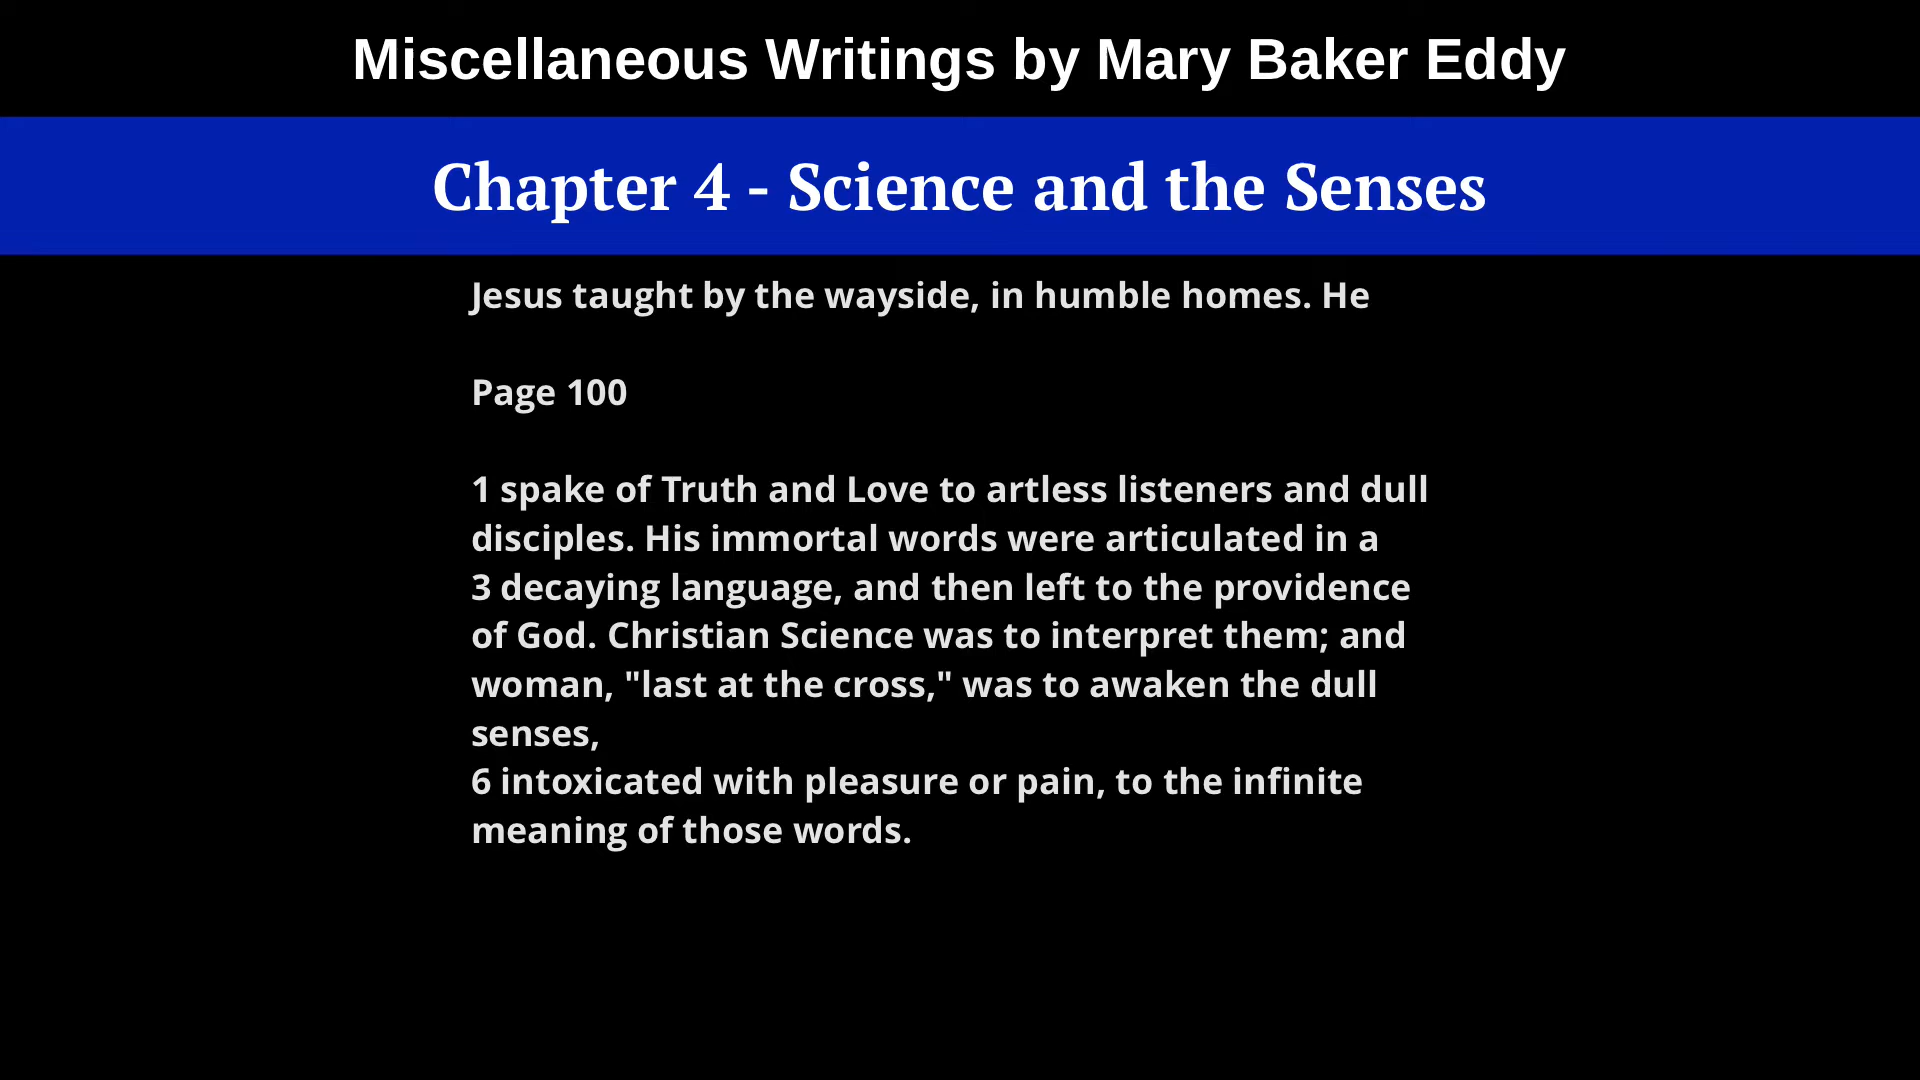 Miscellaneous Writings by Mary Baker Eddy
Chapter 4 - Science and the Senses
Jesus taught by the wayside, in humble homes. He
Page 100
1 spake of Truth and Love to artless listeners and dull
disciples. His immortal words were articulated in a
3 decaying language, and then left to the providence
of God. Christian Science was to interpret them; and
woman, "last at the cross," was to awaken the dull
senses,
6 intoxicated with pleasure or pain, to the infinite
meaning of those words.